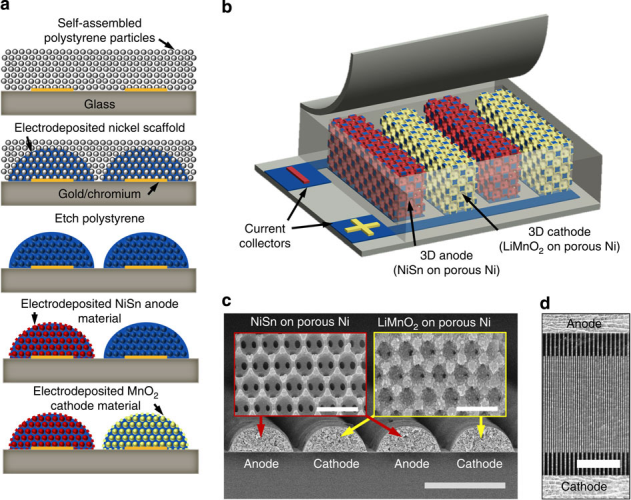 a
Self-assembled
polystyrene particles
Glass
Electrodeposited nickel scaffold
Gold/chromium
Etch polystyrene
Electrodeposited NiSn anode
material
Electrodeposited MnO2
cathode material
b
Current
collectors
3D anode
(NiSn on porous Ni)
3D cathode
(LiMnO2 on porous Ni)
c
NiSn on porous Ni
LiMnO2 on porous Ni
Anode
Cathode
Anode
Cathode
d
Anode
Cathode